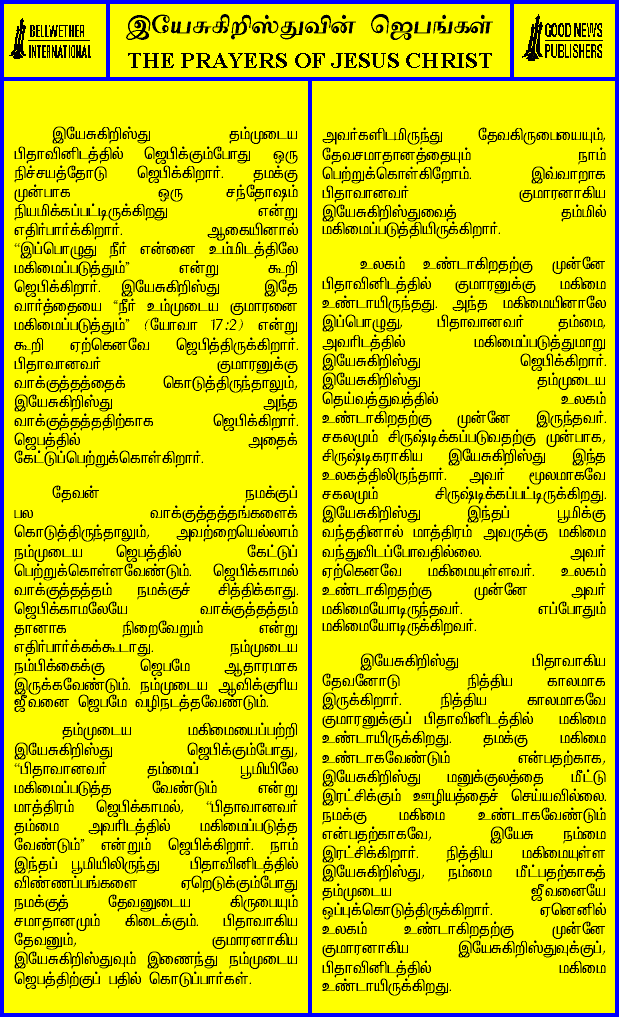 BELLWETHER
INTERNATIONAL
இயேசுகிறிஸ்துவின் ஜெபங்கள்
THE PRAYERS OF JESUS CHRIST
GOOD NEWS
PUBLISHERS
இயேசுகிறிஸ்து தம்முடைய
பிதாவினிடத்தில் ஜெபிக்கும்போது ஒரு
நிச்சயத்தோடு ஜெபிக்கிறார். தமக்கு
முன்பாக ஒரு சந்தோஷம்
நியமிக்கப்பட்டிருக்கிறது என்று
எதிர்பார்க்கிறார். ஆகையினால்
“இப்பொழுது நீர் என்னை உம்மிடத்திலே
மகிமைப்படுத்தும்” என்று கூறி
ஜெபிக்கிறார். இயேசுகிறிஸ்து இதே
வார்த்தையை “நீர் உம்முடைய குமாரனை
மகிமைப்படுத்தும்” (யோவா 17:2) என்று
கூறி ஏற்கெனவே ஜெபித்திருக்கிறார்.
பிதாவானவர் குமாரனுக்கு
வாக்குத்தத்தைக் கொடுத்திருந்தாலும்,
இயேசுகிறிஸ்து அந்த
வாக்குத்தத்ததிற்காக ஜெபிக்கிறார்.
ஜெபத்தில் அதைக்
கேட்டுப்பெற்றுக்கொள்கிறார்.
தேவன் நமக்குப்
பல வாக்குத்தத்தங்களைக்
கொடுத்திருந்தாலும், அவற்றையெல்லாம்
நம்முடைய ஜெபத்தில் கேட்டுப்
பெற்றுக்கொள்ளவேண்டும். ஜெபிக்காமல்
வாக்குத்தத்தம் நமக்குச் சித்திக்காது.
ஜெபிக்காமலேயே வாக்குத்தத்தம்
தானாக நிறைவேறும் என்று
எதிர்பார்க்கக்கூடாது. நம்முடைய
நம்பிக்கைக்கு ஜெபமே ஆதாரமாக
இருக்கவேண்டும். நம்முடைய ஆவிக்குரிய
ஜீவனை ஜெபமே வழிநடத்தவேண்டும்.
தம்முடைய மகிமையைப்பற்றி
இயேசுகிறிஸ்து ஜெபிக்கும்போது,
“பிதாவானவர் தம்மைப் பூமியிலே
மகிமைப்படுத்த வேண்டும் என்று
மாத்திரம் ஜெபிக்காமல், “பிதாவானவர்
தம்மை அவரிடத்தில் மகிமைப்படுத்த
வேண்டும்” என்றும் ஜெபிக்கிறார். நாம்
இந்தப் பூமியிலிருந்து பிதாவினிடத்தில்
விண்ணப்பங்களை ஏறெடுக்கும்போது
நமக்குத் தேவனுடைய கிருபையும்
சமாதானமும் கிடைக்கும். பிதாவாகிய
தேவனும், குமாரனாகிய
இயேசுகிறிஸ்துவும் இணைந்து நம்முடைய
ஜெபத்திற்குப் பதில் கொடுப்பார்கள்.
அவர்களிடமிருந்து தேவகிருபையையும்,
தேவசமாதானத்தையும் நாம்
பெற்றுக்கொள்கிறோம். இவ்வாறாக
பிதாவானவர் குமாரனாகிய
இயேசுகிறிஸ்துவைத் தம்மில்
மகிமைப்படுத்தியிருக்கிறார்.
உலகம் உண்டாகிறதற்கு முன்னே
பிதாவினிடத்தில் குமாரனுக்கு மகிமை
உண்டாயிருந்தது. அந்த மகிமையினாலே
இப்பொழுது, பிதாவானவர் தம்மை,
அவரிடத்தில் மகிமைப்படுத்துமாறு
இயேசுகிறிஸ்து ஜெபிக்கிறார்.
இயேசுகிறிஸ்து தம்முடைய
தெய்வத்துவத்தில் உலகம்
உண்டாகிறதற்கு முன்னே இருந்தவர்.
சகலமும் சிருஷ்டிக்கப்படுவதற்கு முன்பாக,
சிருஷ்டிகராகிய இயேசுகிறிஸ்து இந்த
உலகத்திலிருந்தார். அவர் மூலமாகவே
சகலமும் சிருஷ்டிக்கப்பட்டிருக்கிறது.
இயேசுகிறிஸ்து இந்தப் பூமிக்கு
வந்ததினால் மாத்திரம் அவருக்கு மகிமை
வந்துவிடப்போவதில்லை. அவர்
ஏற்கெனவே மகிமையுள்ளவர். உலகம்
உண்டாகிறதற்கு முன்னே அவர்
மகிமையோடிருந்தவர். எப்போதும்
மகிமையோடிருக்கிறவர்.
இயேசுகிறிஸ்து பிதாவாகிய
தேவனோடு நித்திய காலமாக
இருக்கிறார். நித்திய காலமாகவே
குமாரனுக்குப் பிதாவினிடத்தில் மகிமை
உண்டாயிருக்கிறது. தமக்கு மகிமை
உண்டாகவேண்டும் என்பதற்காக,
இயேசுகிறிஸ்து மனுக்குலத்தை மீட்டு
இரட்சிக்கும் ஊழியத்தைச் செய்யவில்லை.
நமக்கு மகிமை உண்டாகவேண்டும்
என்பதற்காகவே, இயேசு நம்மை
இரட்சிக்கிறார். நித்திய மகிமையுள்ள
இயேசுகிறிஸ்து, நம்மை மீட்பதற்காகத்
தம்முடைய ஜீவனையே
ஒப்புக்கொடுத்திருக்கிறார். ஏனெனில்
உலகம் உண்டாகிறதற்கு முன்னே
குமாரனாகிய இயேசுகிறிஸ்துவுக்குப்,
பிதாவினிடத்தில் மகிமை
உண்டாயிருக்கிறது.